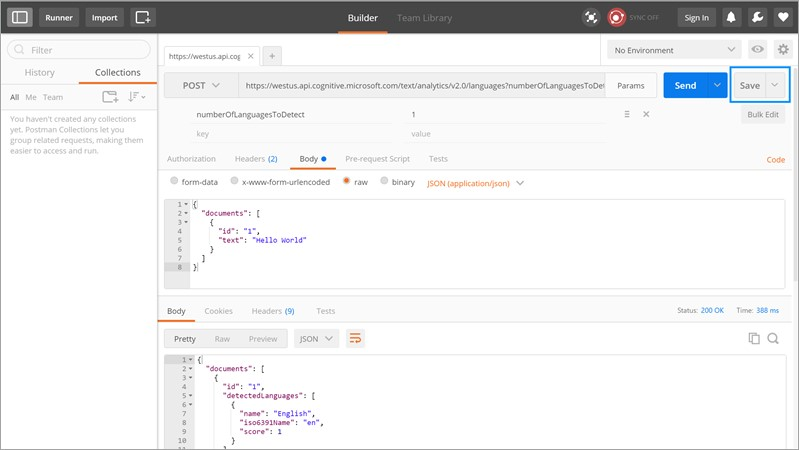 Runner Import Builder Team Library SYNC OFF Sign In
Filter
History Collections
All Me Team
You haven't created any collections
yet. Postman Collections let you
group related requests, making them
easier to access and run.
https://westus.api.cog
No Environment
POST https://westus.api.cognitive.microsoft.com/text/analytics/v2.0/languages?numberOfLanguagesToDet Params Send Save
numberOfLanguagesToDetect 1 Bulk Edit
key value
Authorization Headers (2) Body Pre-request Script Tests Code
form-data x-www-form-urlencoded raw binary JSON (application/json)
1 {
2 "documents": [
3 {
4 "id": "1",
5 "text": "Hello World"
6 }
7 ]
8 }
Body Cookies Headers (9) Tests Status: 200 OK Time: 388 ms
Pretty Raw Preview JSON
1 {
2 "documents": [
3 {
4 "id": "1",
5 "detectedLanguages": [
6 {
7 "name": "English",
8 "iso6391Name": "en",
9 "score": 1
10 }
11 ]